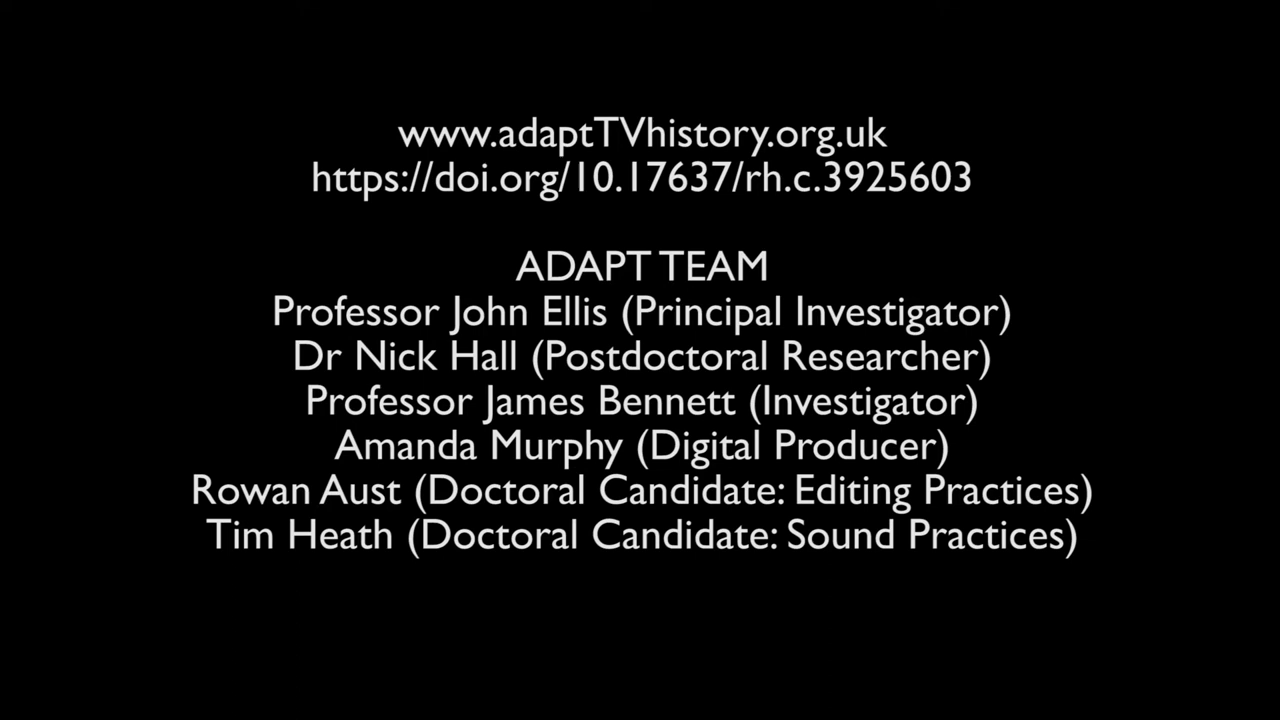 www.adaptTVhistory.org.uk
https://doi.org/10.17637/rh.c.3925603
ADAPT TEAM
Professor John Ellis (Principal Investigator)
Dr Nick Hall (Postdoctoral Researcher)
Professor James Bennett (Investigator)
Amanda Murphy (Digital Producer)
Rowan Aust (Doctoral Candidate: Editing Practices)
Tim Heath (Doctoral Candidate: Sound Practices)